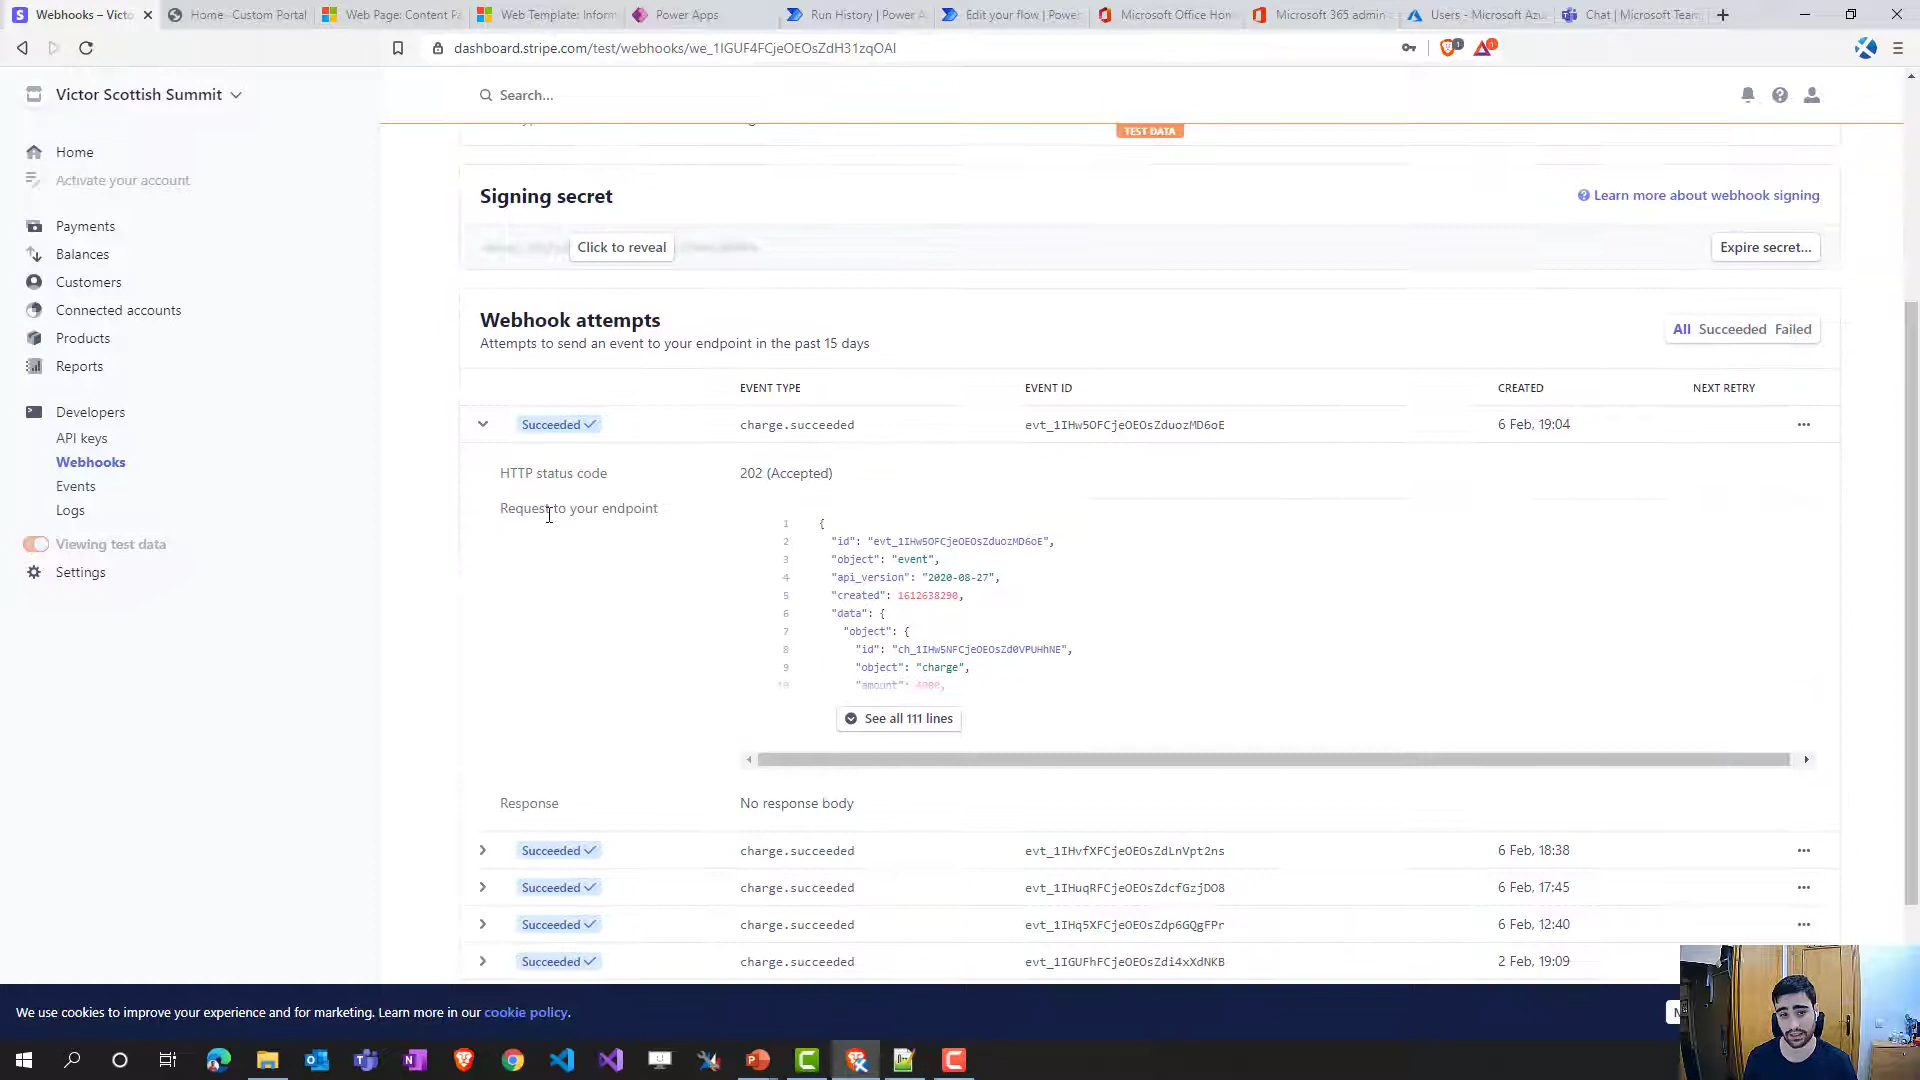 Webhooks – Victo
Home · Custom Portal
Web Page: Content Pa
Web Template: Inform
Power Apps
Run History | Power A
Edit your flow | Powe
Microsoft Office Hom
Microsoft 365 admin
Users - Microsoft Azu
Chat | Microsoft Team
dashboard.stripe.com/test/webhooks/we_1IGUF4FCjeOEOsZdH31zqOAI
1
1
Victor Scottish Summit
Search...
TEST DATA
Home
Activate your account
Payments
Balances
Customers
Connected accounts
Products
Reports
Developers
API keys
Webhooks
Events
Logs
Viewing test data
Settings
Signing secret
Learn more about webhook signing
Click to reveal
Expire secret...
Webhook attempts
Attempts to send an event to your endpoint in the past 15 days
All Succeeded Failed
EVENT TYPE EVENT ID CREATED NEXT RETRY
Succeeded charge.succeeded evt_1IHw5OFCjeOEOsZduozMD6oE 6 Feb, 19:04
HTTP status code 202 (Accepted)
Request to your endpoint
1 {
2 "id": "evt_1IHw5OFCjeOEOsZduozMD6oE",
3 "object": "event",
4 "api_version": "2020-08-27",
5 "created": 1612638290,
6 "data": {
7 "object": {
8 "id": "ch_1IHw5NFCjeOEOsZd0VPUHhNE",
9 "object": "charge",
10 "amount": 4000,
See all 111 lines
Response No response body
Succeeded charge.succeeded evt_1IHvfXFCjeOEOsZdLnVpt2ns 6 Feb, 18:38
Succeeded charge.succeeded evt_1IHuqRFCjeOEOsZdcfGzjDO8 6 Feb, 17:45
Succeeded charge.succeeded evt_1IHq5XFCjeOEOsZdp6GQgFPr 6 Feb, 12:40
Succeeded charge.succeeded evt_1IGUFhFCjeOEOsZdi4xXdNKB 2 Feb, 19:09
We use cookies to improve your experience and for marketing. Learn more in our cookie policy.